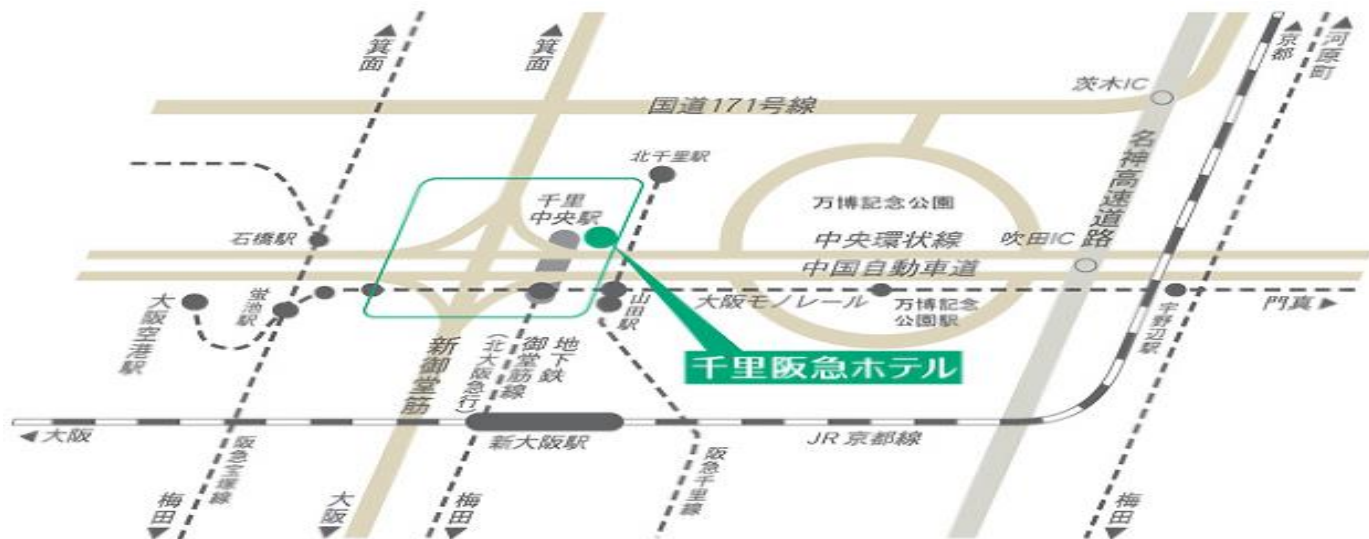 箕面
箕面
京都
河原町
茨木IC
国道171号線
名神高速道路
北千里駅
千里
中央駅
万博記念公園
石橋駅
中央環状線
吹田IC
中国自動車道
大阪空港駅
蛍池駅
山田駅
大阪モノレール
万博記念
公園駅
宇野辺駅
門真
新御堂筋
地下鉄
御堂筋線
(北大阪急行)
千里阪急ホテル
大阪
新大阪駅
JR京都線
阪急宝塚線
阪急千里線
梅田
大阪
梅田
梅田